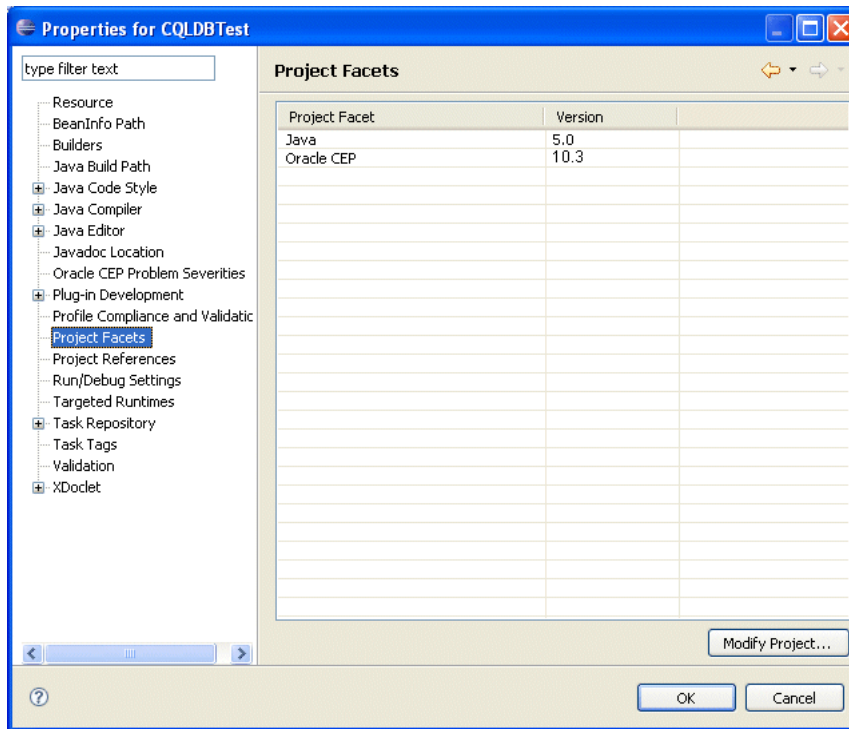 Properties for CQLDBTest
type filter text
Resource
BeanInfo Path
Builders
Java Build Path
Java Code Style
Java Compiler
Java Editor
Javadoc Location
Oracle CEP Problem Severities
Plug-in Development
Profile Compliance and Validatic
Project Facets
Project References
Run/Debug Settings
Targeted Runtimes
Task Repository
Task Tags
Validation
XDoclet
Project Facets
Project Facet Version
Java 5.0
Oracle CEP 10.3
Modify Project...
OK Cancel